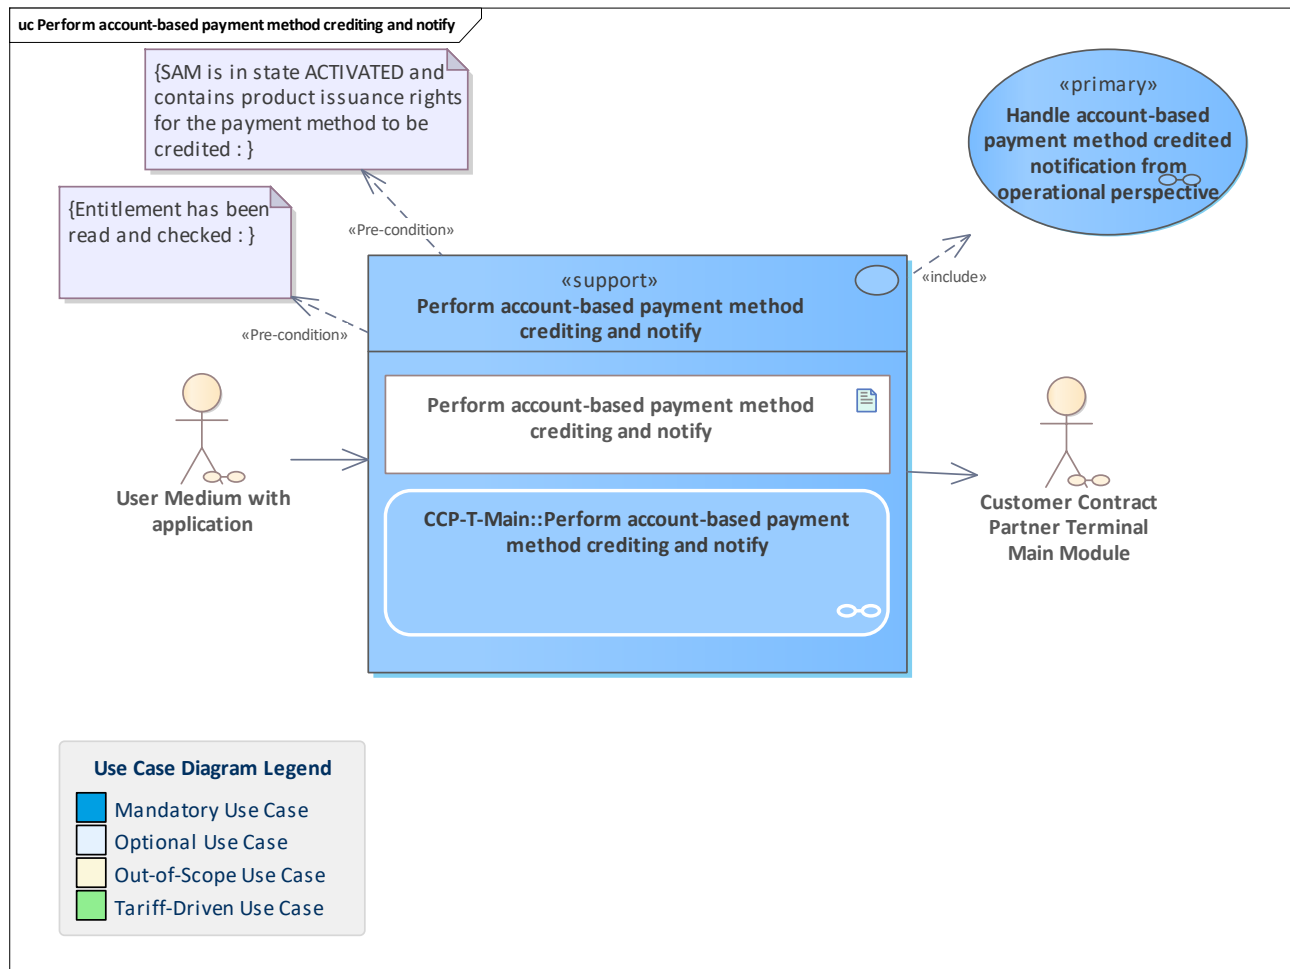 uc Perform account-based payment method crediting and notify
{SAM is in state ACTIVATED and
contains product issuance rights
for the payment method to be
credited : }
«primary»
Handle account-based
payment method credited
notification from
operational perspective
{Entitlement has been
read and checked : }
«Pre-condition»
«include»
«Pre-condition»
«support»
Perform account-based payment method
crediting and notify
Perform account-based payment method
crediting and notify
User Medium with
application
CCP-T-Main::Perform account-based payment
method crediting and notify
Customer Contract
Partner Terminal
Main Module
Use Case Diagram Legend
Mandatory Use Case
Optional Use Case
Out-of-Scope Use Case
Tariff-Driven Use Case